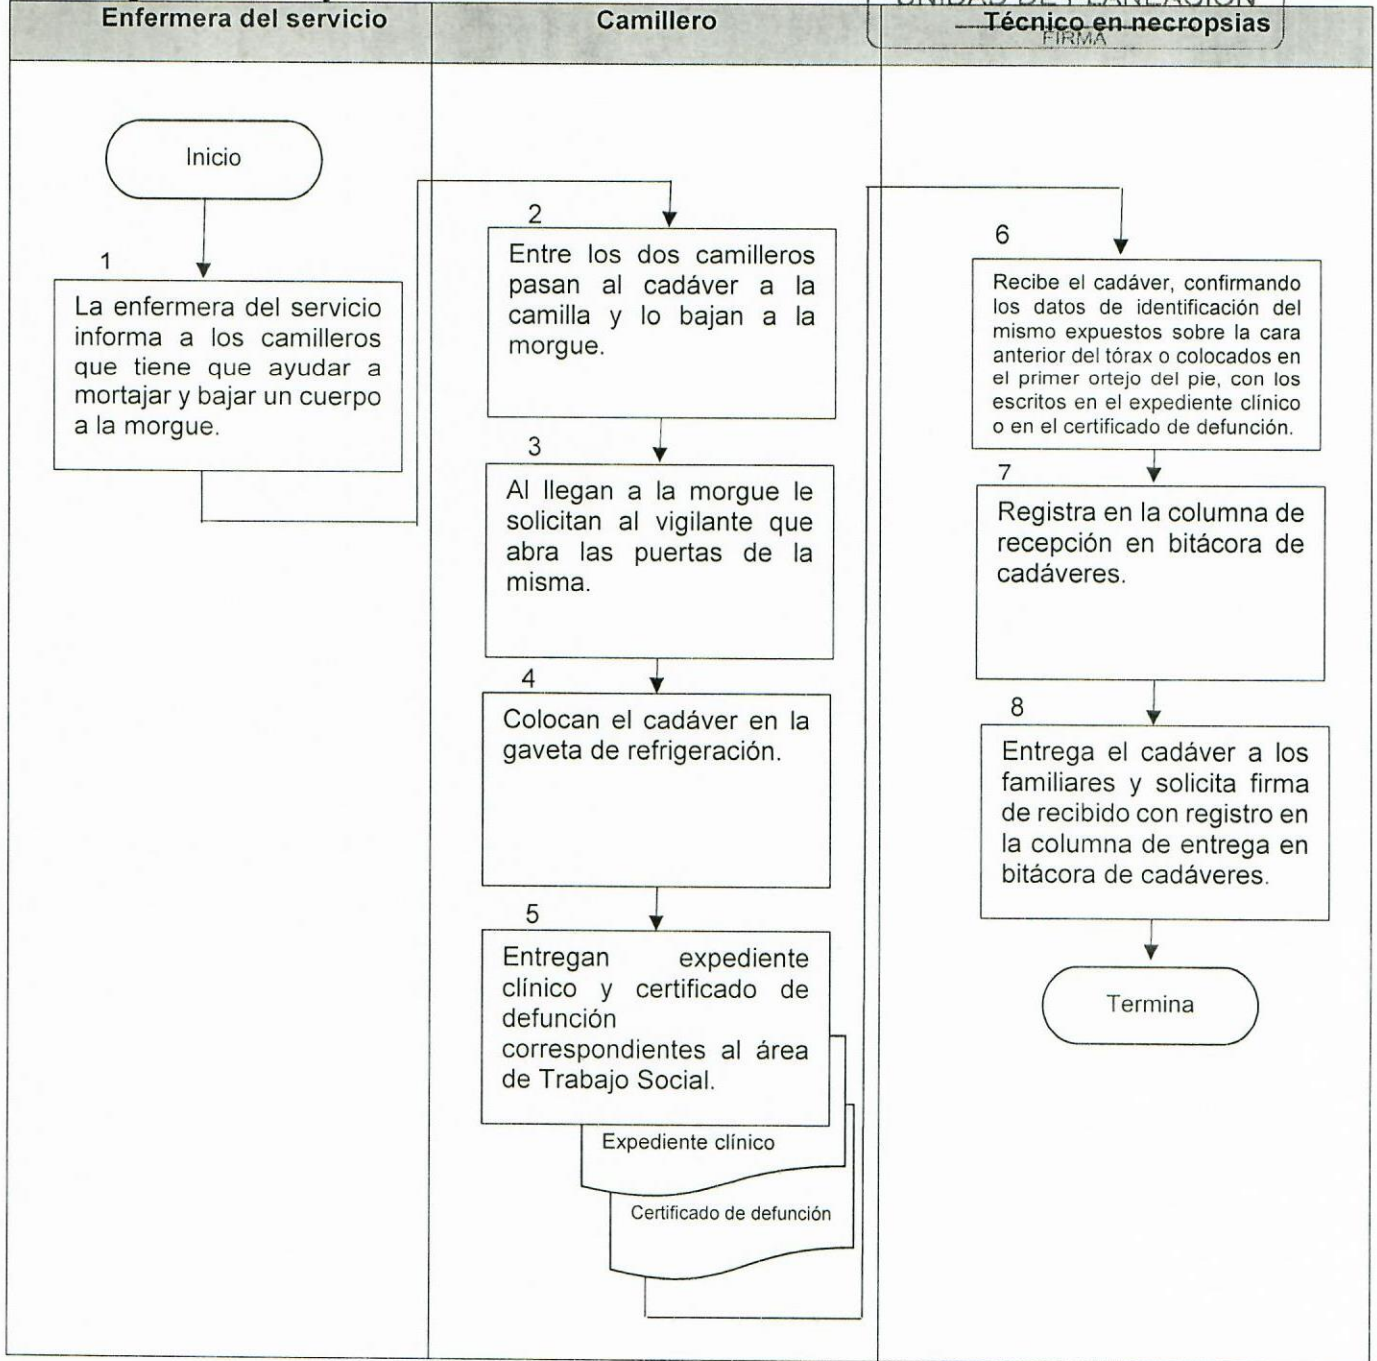 UNIDAD DE PLANEACIÓN
FIRMA
Enfermera del servicio
Camillero
Técnico en necropsias
Inicio
1
La enfermera del servicio
informa a los camilleros
que tiene que ayudar a
mortajar y bajar un cuerpo
a la morgue.
2
Entre los dos camilleros
pasan al cadáver a la
camilla y lo bajan a la
morgue.
3
Al llegan a la morgue le
solicitan al vigilante que
abra las puertas de la
misma.
4
Colocan el cadáver en la
gaveta de refrigeración.
5
Entregan expediente
clínico y certificado de
defunción
correspondientes al área
de Trabajo Social.
Expediente clínico
Certificado de defunción
6
Recibe el cadáver, confirmando
los datos de identificación del
mismo expuestos sobre la cara
anterior del tórax o colocados en
el primer ortejo del pie, con los
escritos en el expediente clínico
o en el certificado de defunción.
7
Registra en la columna de
recepción en bitácora de
cadáveres.
8
Entrega el cadáver a los
familiares y solicita firma
de recibido con registro en
la columna de entrega en
bitácora de cadáveres.
Termina